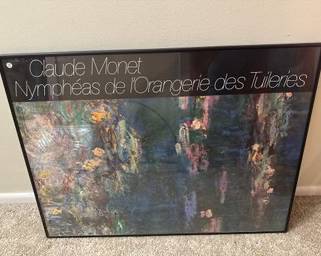 Claude Monet
Nymphéas de l'Orangerie des Tuileries